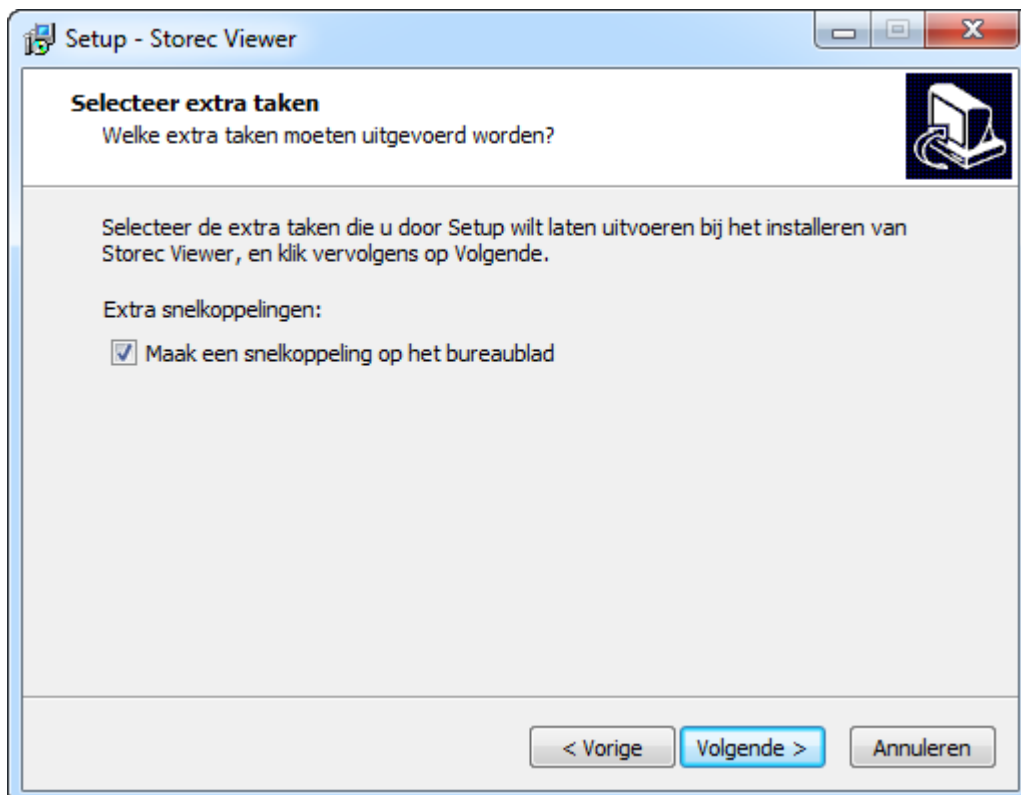 Setup - Storec Viewer
Selecteer extra taken
Welke extra taken moeten uitgevoerd worden?
Selecteer de extra taken die u door Setup wilt laten uitvoeren bij het installeren van
Storec Viewer, en klik vervolgens op Volgende.
Extra snelkoppelingen:
Maak een snelkoppeling op het bureaublad
< Vorige
Volgende >
Annuleren